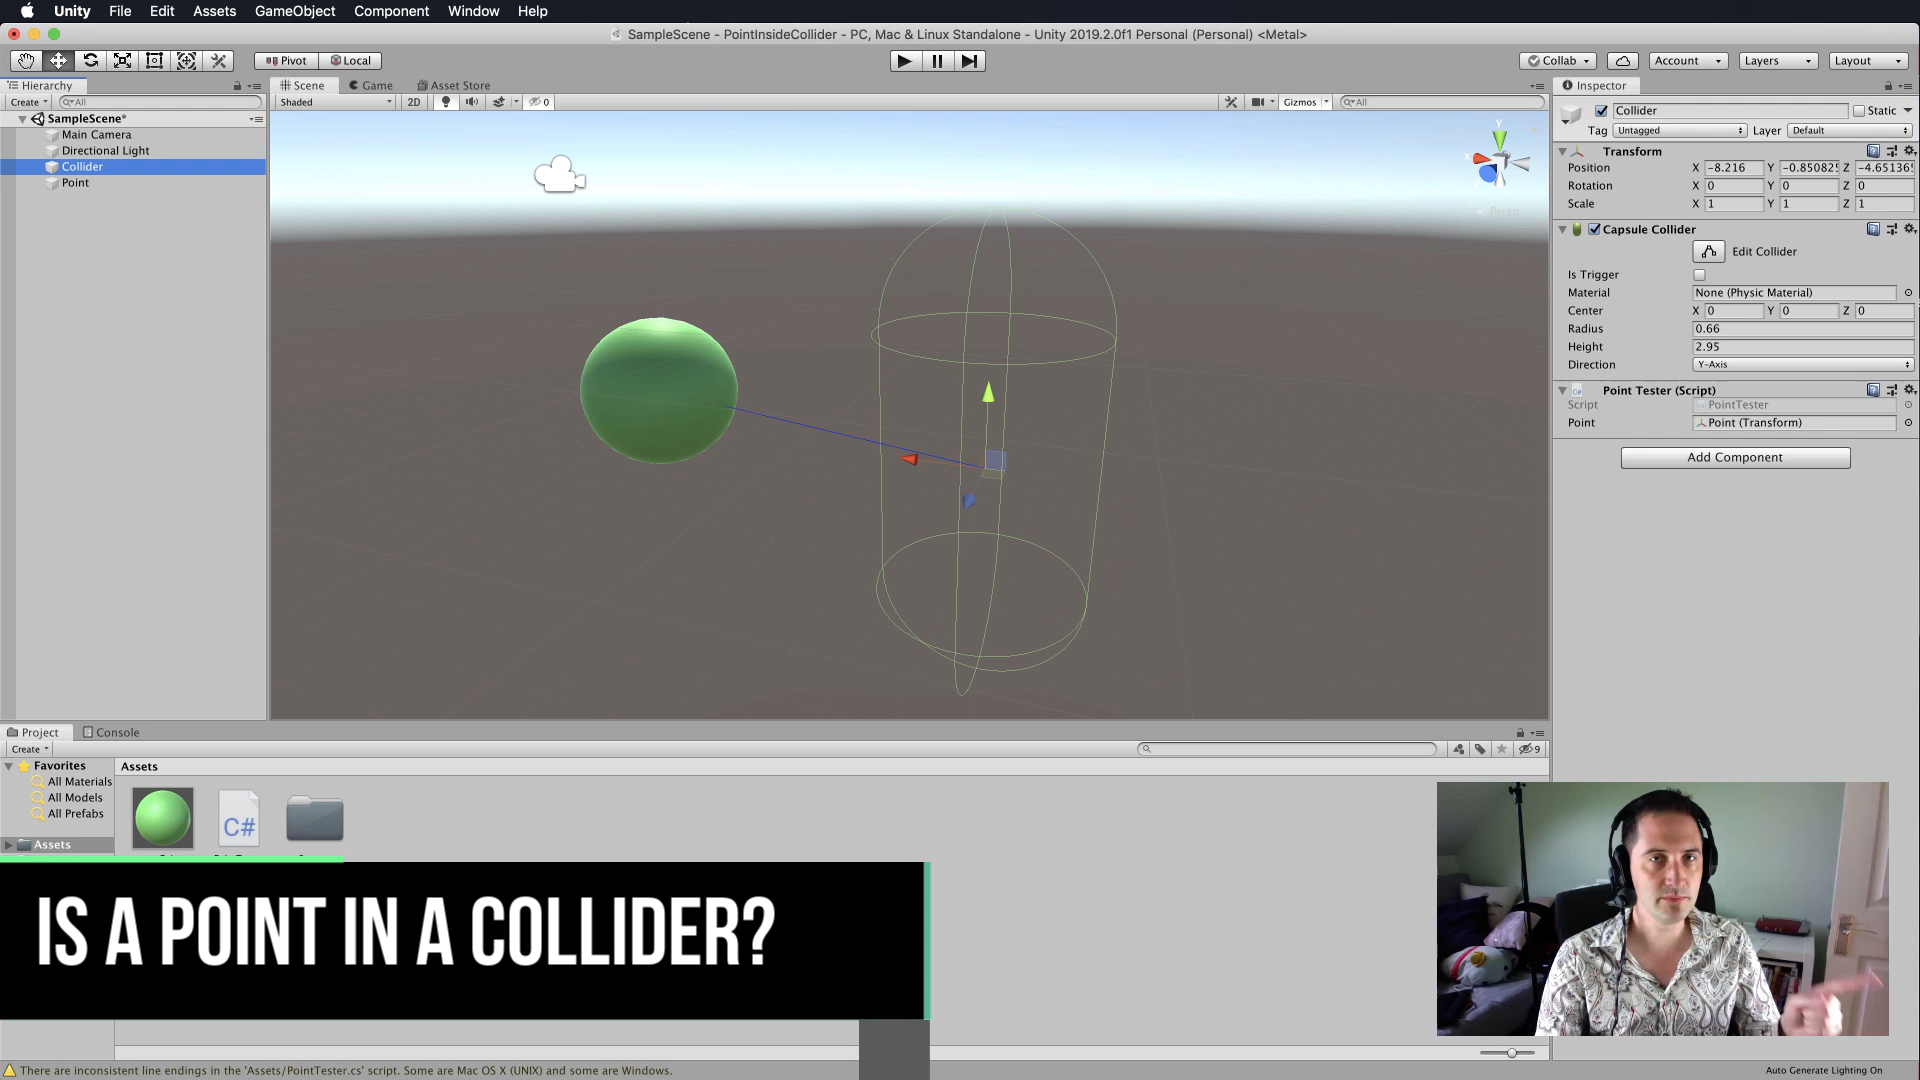 Unity File Edit Assets GameObject Component Window Help
SampleScene - PointInsideCollider - PC, Mac & Linux Standalone - Unity 2019.2.0f1 Personal (Personal) <Metal>
Pivot Local Collab Account Layers Layout
Hierarchy Scene Game Asset Store Inspector
Create All Shaded 2D 0 Gizmos All
SampleScene*
Main Camera
Directional Light
Collider
Point
y
x
Persp
Collider Static
Tag Untagged Layer Default
Transform
Position X -8.216 Y -0.85082 Z -4.65136
Rotation X 0 Y 0 Z 0
Scale X 1 Y 1 Z 1
Capsule Collider
Edit Collider
Is Trigger
Material None (Physic Material)
Center X 0 Y 0 Z 0
Radius 0.66
Height 2.95
Direction Y-Axis
Point Tester (Script)
Script PointTester
Point Point (Transform)
Add Component
Project Console
Create 9
Favorites Assets
All Materials
All Models
All Prefabs
Assets
C#
IS A POINT IN A COLLIDER?
There are inconsistent line endings in the 'Assets/PointTester.cs' script. Some are Mac OS X (UNIX) and some are Windows.
Auto Generate Lighting On